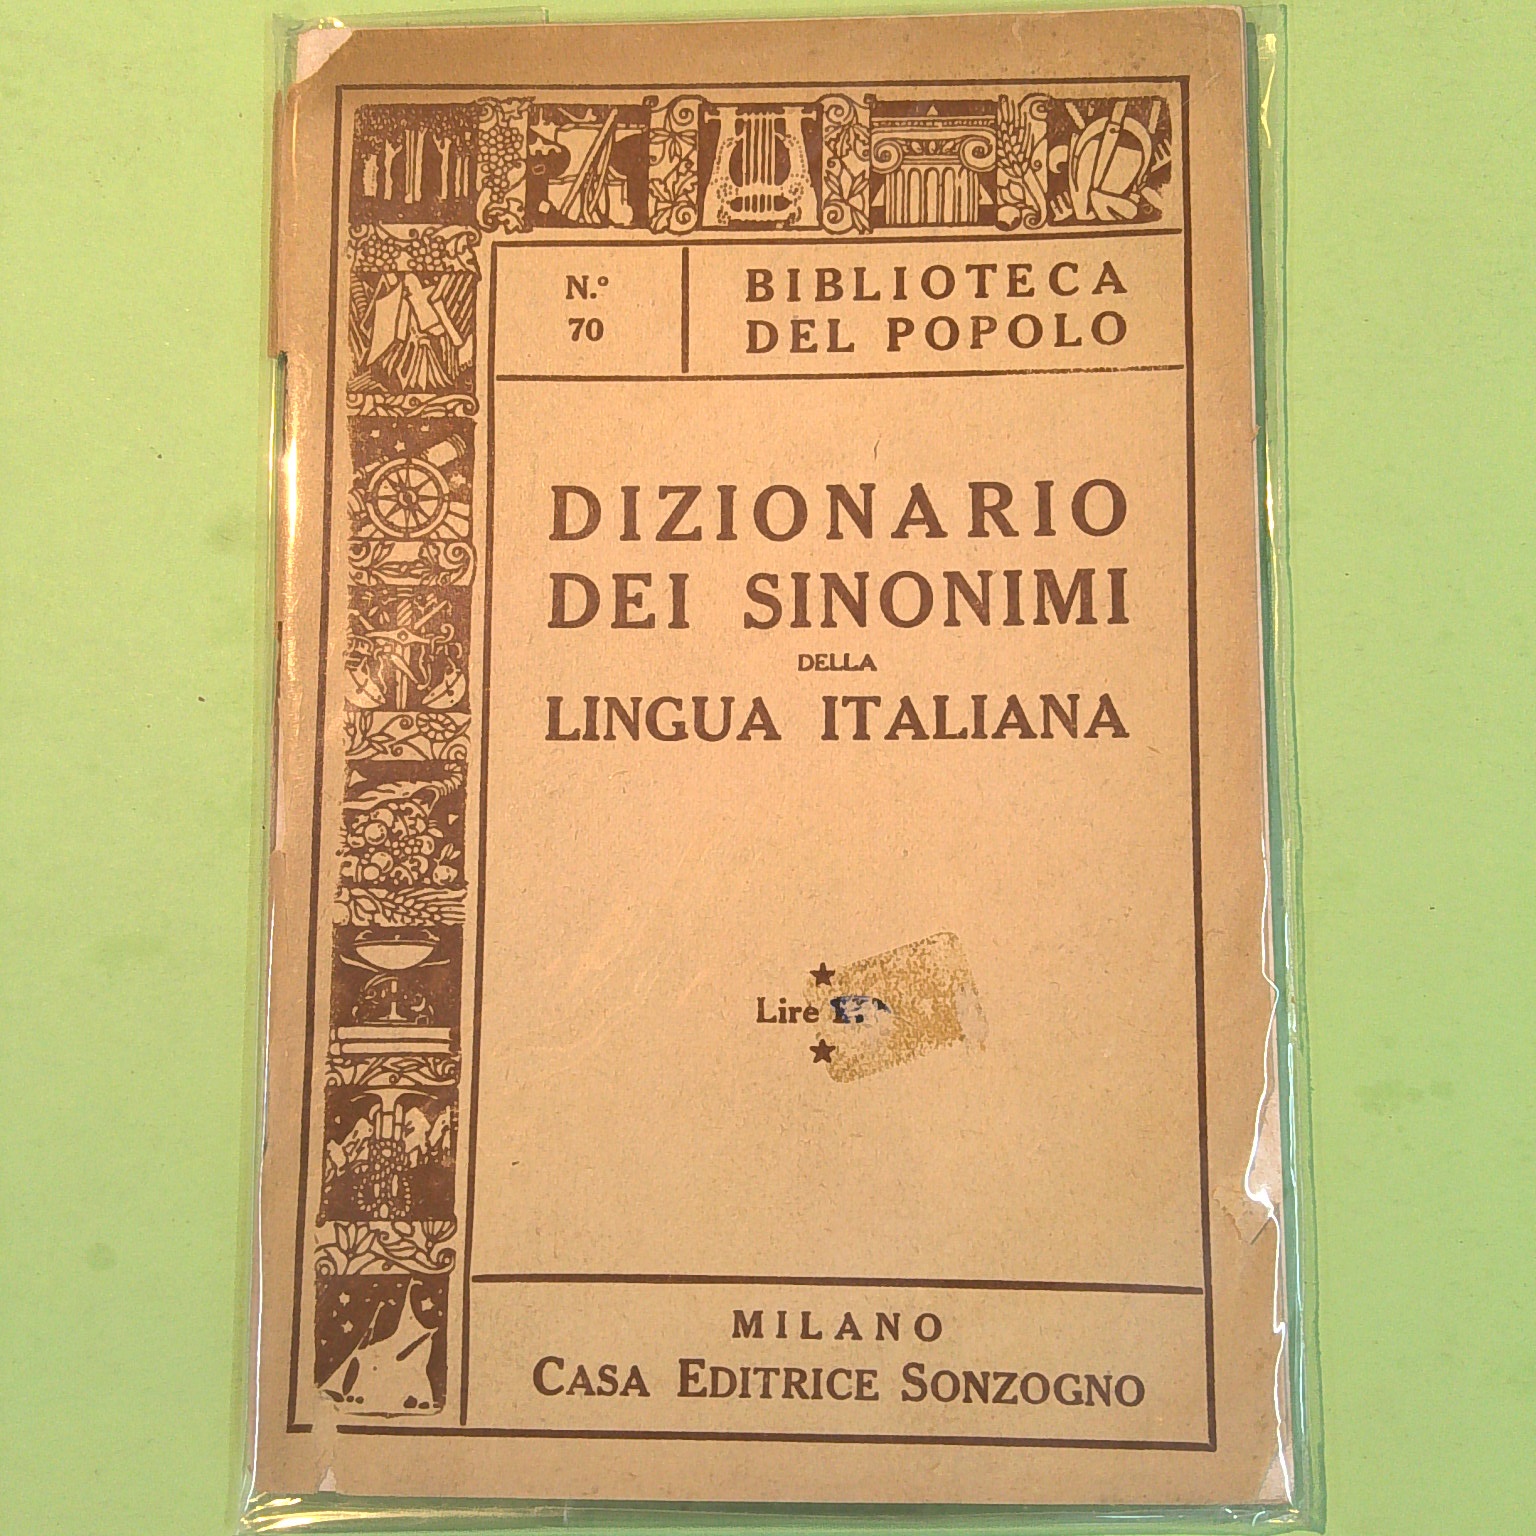 N.º
70
BIBLIOTECA
DEL POPOLO
DIZIONARIO
DEI SINONIMI
DELLA
LINGUA ITALIANA
Lire
MILANO
CASA EDITRICE SONZOGNO